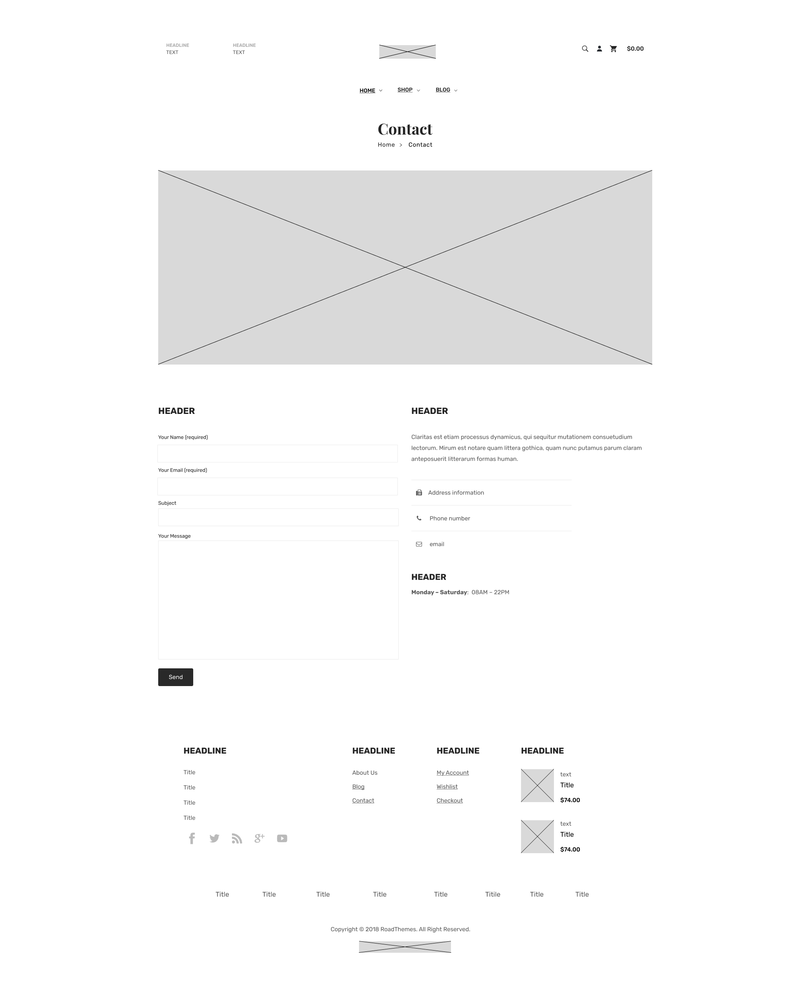 HEADLINE
TEXT
HEADLINE
TEXT
$0.00
HOME
SHOP
BLOG
Contact
Home > Contact
HEADER
Your Name (required)
Your Email (required)
Subject
Your Message
Send
HEADER
Claritas est etiam processus dynamicus, qui sequitur mutationem consuetudium
lectorum. Mirum est notare quam littera gothica, quam nunc putamus parum claram
anteposuerit litterarum formas human.
Address information
Phone number
email
HEADER
Monday – Saturday: 08AM – 22PM
HEADLINE
Title
Title
Title
Title
HEADLINE
About Us
Blog
Contact
HEADLINE
My Account
Wishlist
Checkout
HEADLINE
text
Title
$74.00
text
Title
$74.00
Title Title Title Title Title Titile Title Title
Copyright © 2018 RoadThemes. All Right Reserved.